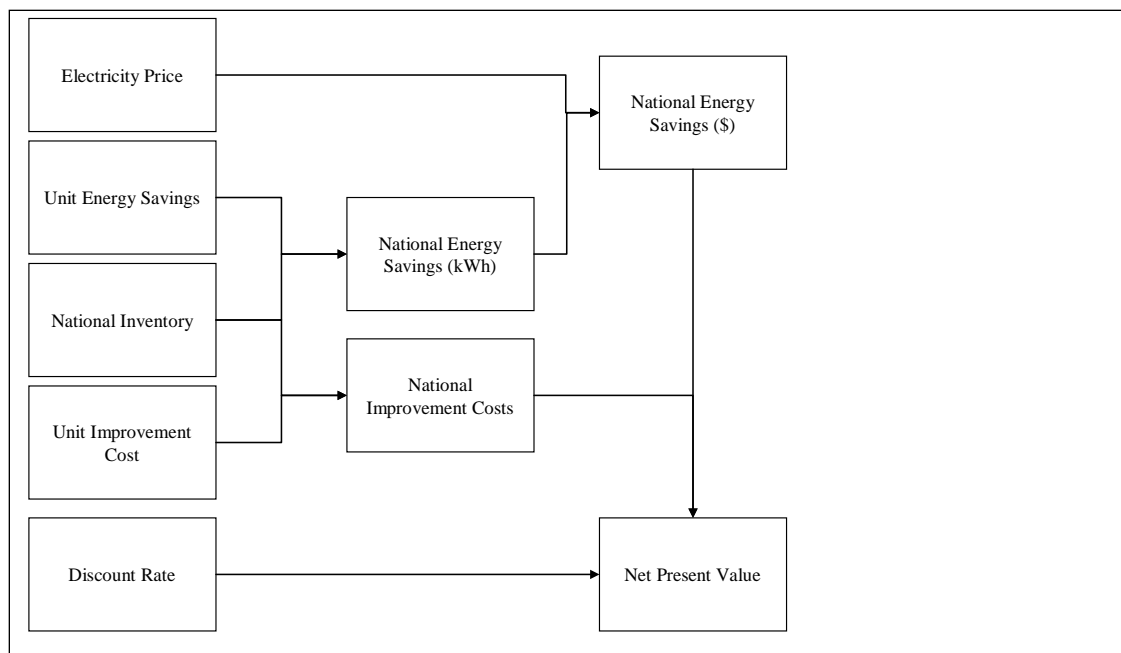 Electricity Price
National Energy
Savings ($)
Unit Energy Savings
National Energy
Savings (kWh)
National Inventory
National
Improvement Costs
Unit Improvement
Cost
Discount Rate
Net Present Value